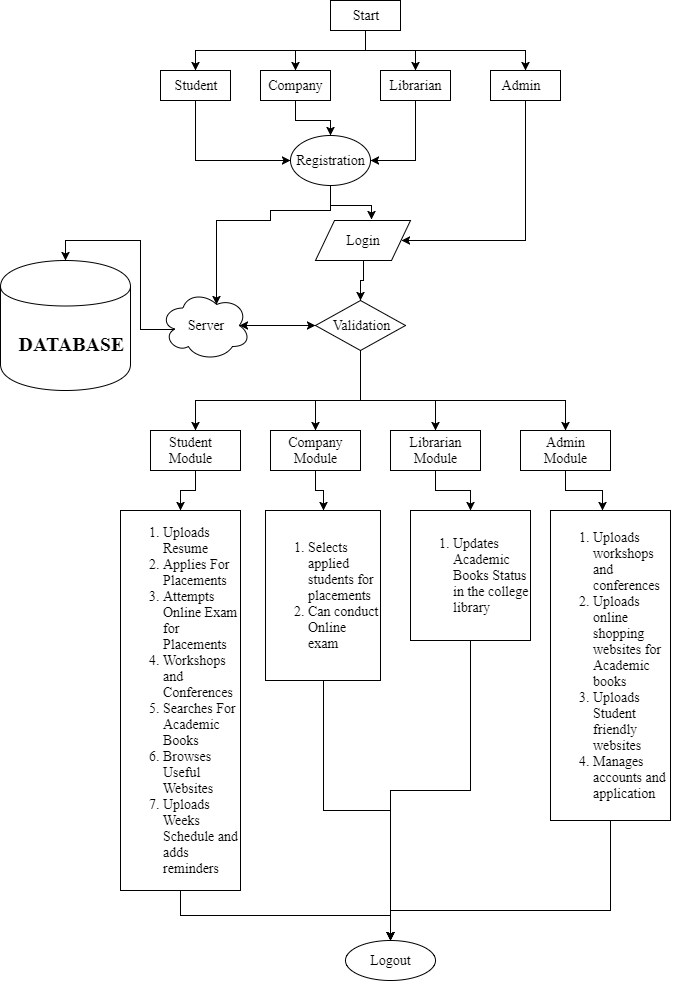 Start
Student
Company
Librarian
Admin
Registration
Login
DATABASE
Server
Validation
Student
Module
Company
Module
Librarian
Module
Admin
Module
1. Uploads
Resume
2. Applies For
Placements
3. Attempts
Online Exam
for
Placements
4. Workshops
and
Conferences
5. Searches For
Academic
Books
6. Browses
Useful
Websites
7. Uploads
Weeks
Schedule and
adds
reminders
1. Selects
applied
students for
placements
2. Can conduct
Online
exam
1. Updates
Academic
Books Status
in the college
library
1. Uploads
workshops
and
conferences
2. Uploads
online
shopping
websites for
Academic
books
3. Uploads
Student
friendly
websites
4. Manages
accounts and
application
Logout